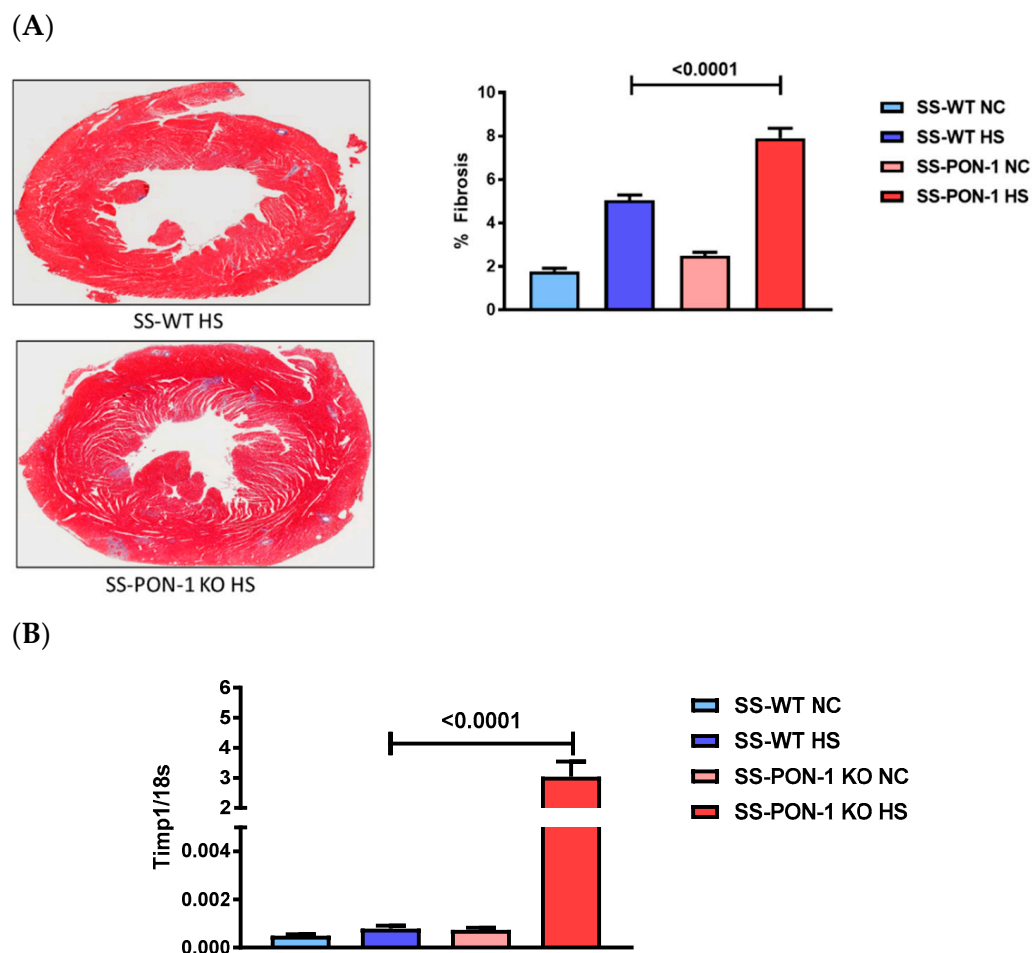 (A)
SS-WT HS
SS-PON-1 KO HS
<0.0001
10
8
6
4
2
0
% Fibrosis
SS-WT NC
SS-WT HS
SS-PON-1 NC
SS-PON-1 HS
(B)
<0.0001
6
5
4
3
2
0.004
0.002
0.000
Timp1/18s
SS-WT NC
SS-WT HS
SS-PON-1 KO NC
SS-PON-1 KO HS